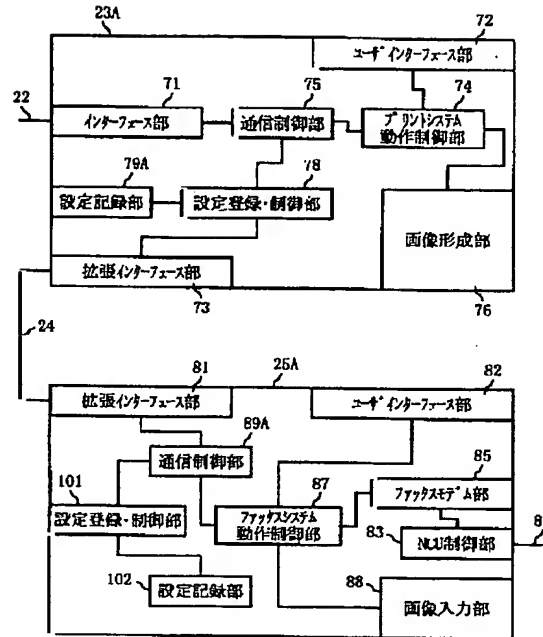 23A
72
ユーザインターフェース部
71
75
74
22
インターフェース部
通信制御部
プリントシステム
動作制御部
79A
78
設定記録部
設定登録・制御部
画像形成部
拡張インターフェース部
73
76
24
81
25A
82
拡張インターフェース部
ユーザインターフェース部
89A
通信制御部
85
101
87
ファックスモデム部
設定登録・制御部
ファックスシステム
動作制御部
83
NCU制御部
102
設定記録部
88
画像入力部